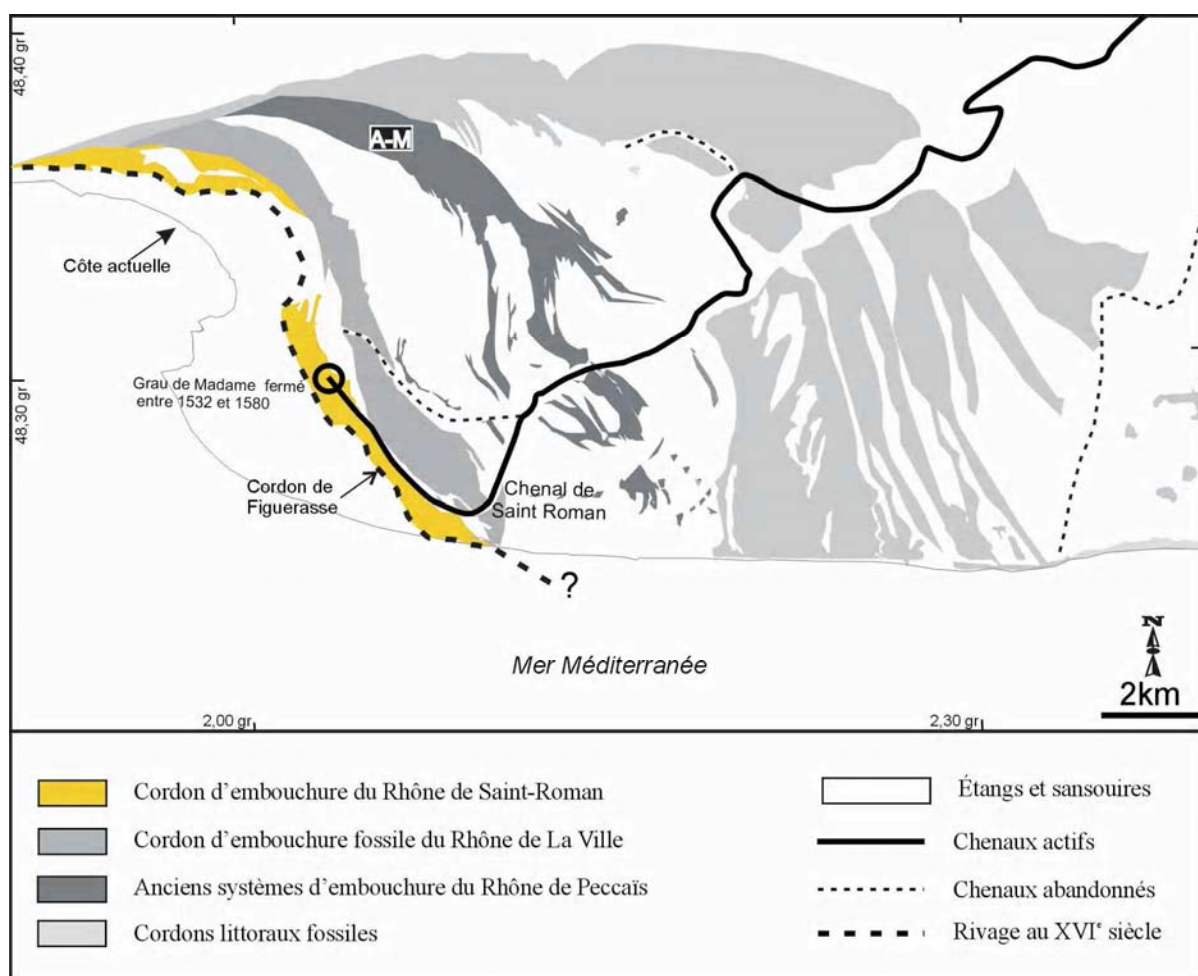 48,40 gr
A-M
Côte actuelle
Grau de Madame fermé
entre 1532 et 1580
48,30 gr
Cordon de
Figuerasse
Chenal de
Saint Roman
?
Mer Méditerranée
N
2km
2,00 gr
2,30 gr
Cordon d'embouchure du Rhône de Saint-Roman
Cordon d'embouchure fossile du Rhône de La Ville
Anciens systèmes d'embouchure du Rhône de Peccaïs
Cordons littoraux fossiles
Étangs et sansouires
Chenaux actifs
Chenaux abandonnés
Rivage au XVIe siècle